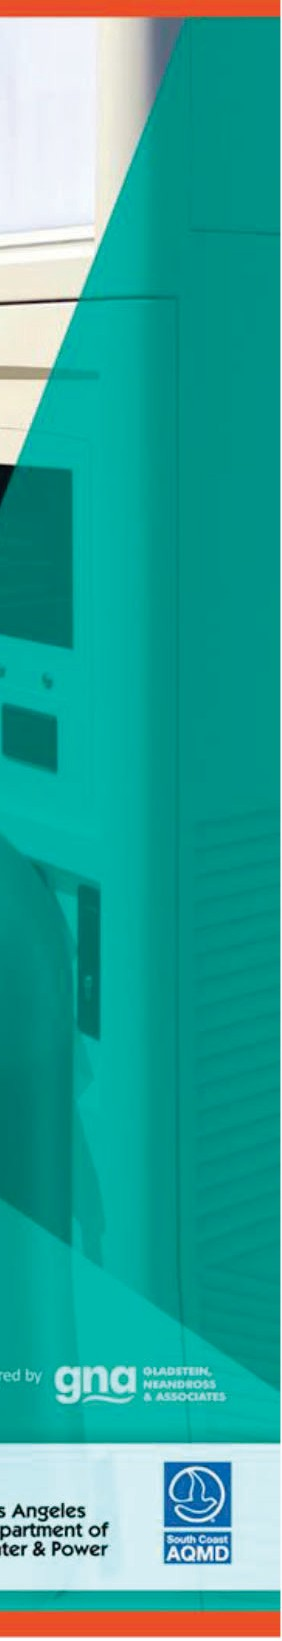 red by
gna
GLADSTEIN,
NEANDROSS
& ASSOCIATES
s Angeles
partment of
ter & Power
South Coast
AQMD